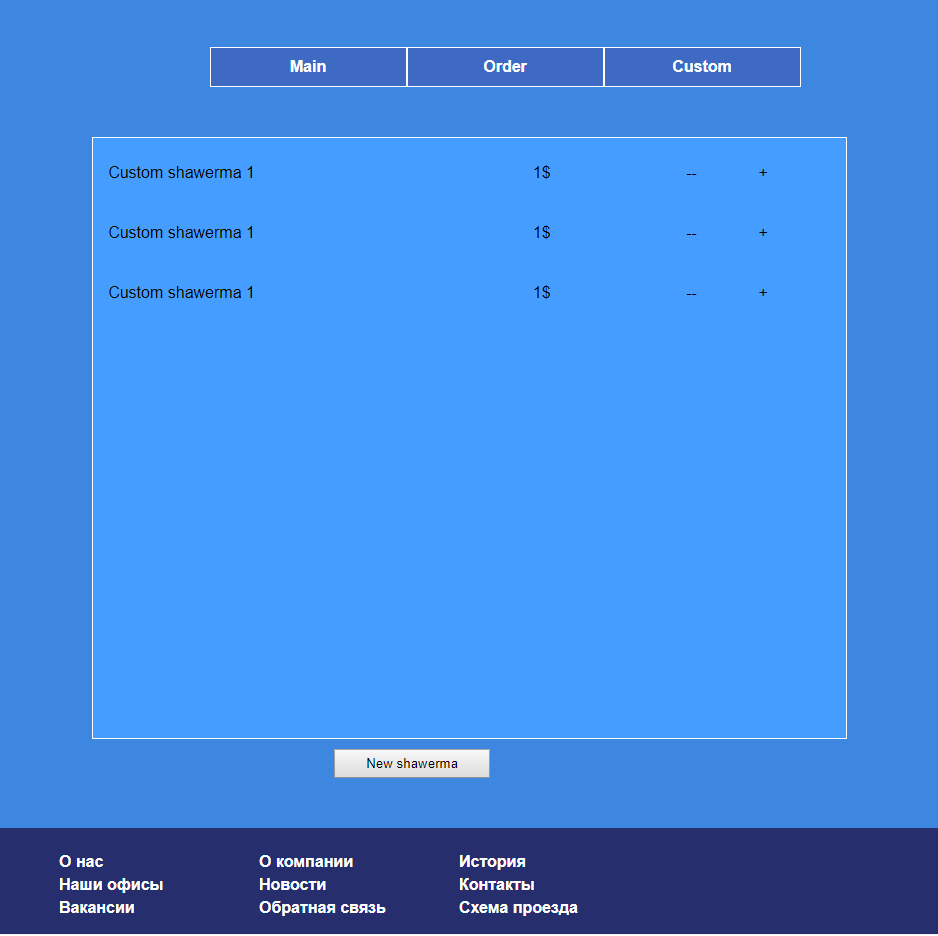 Main Order Custom
Custom shawerma 1 1$ -- +
Custom shawerma 1 1$ -- +
Custom shawerma 1 1$ -- +
New shawerma
О нас О компании История
Наши офисы Новости Контакты
Вакансии Обратная связь Схема проезда